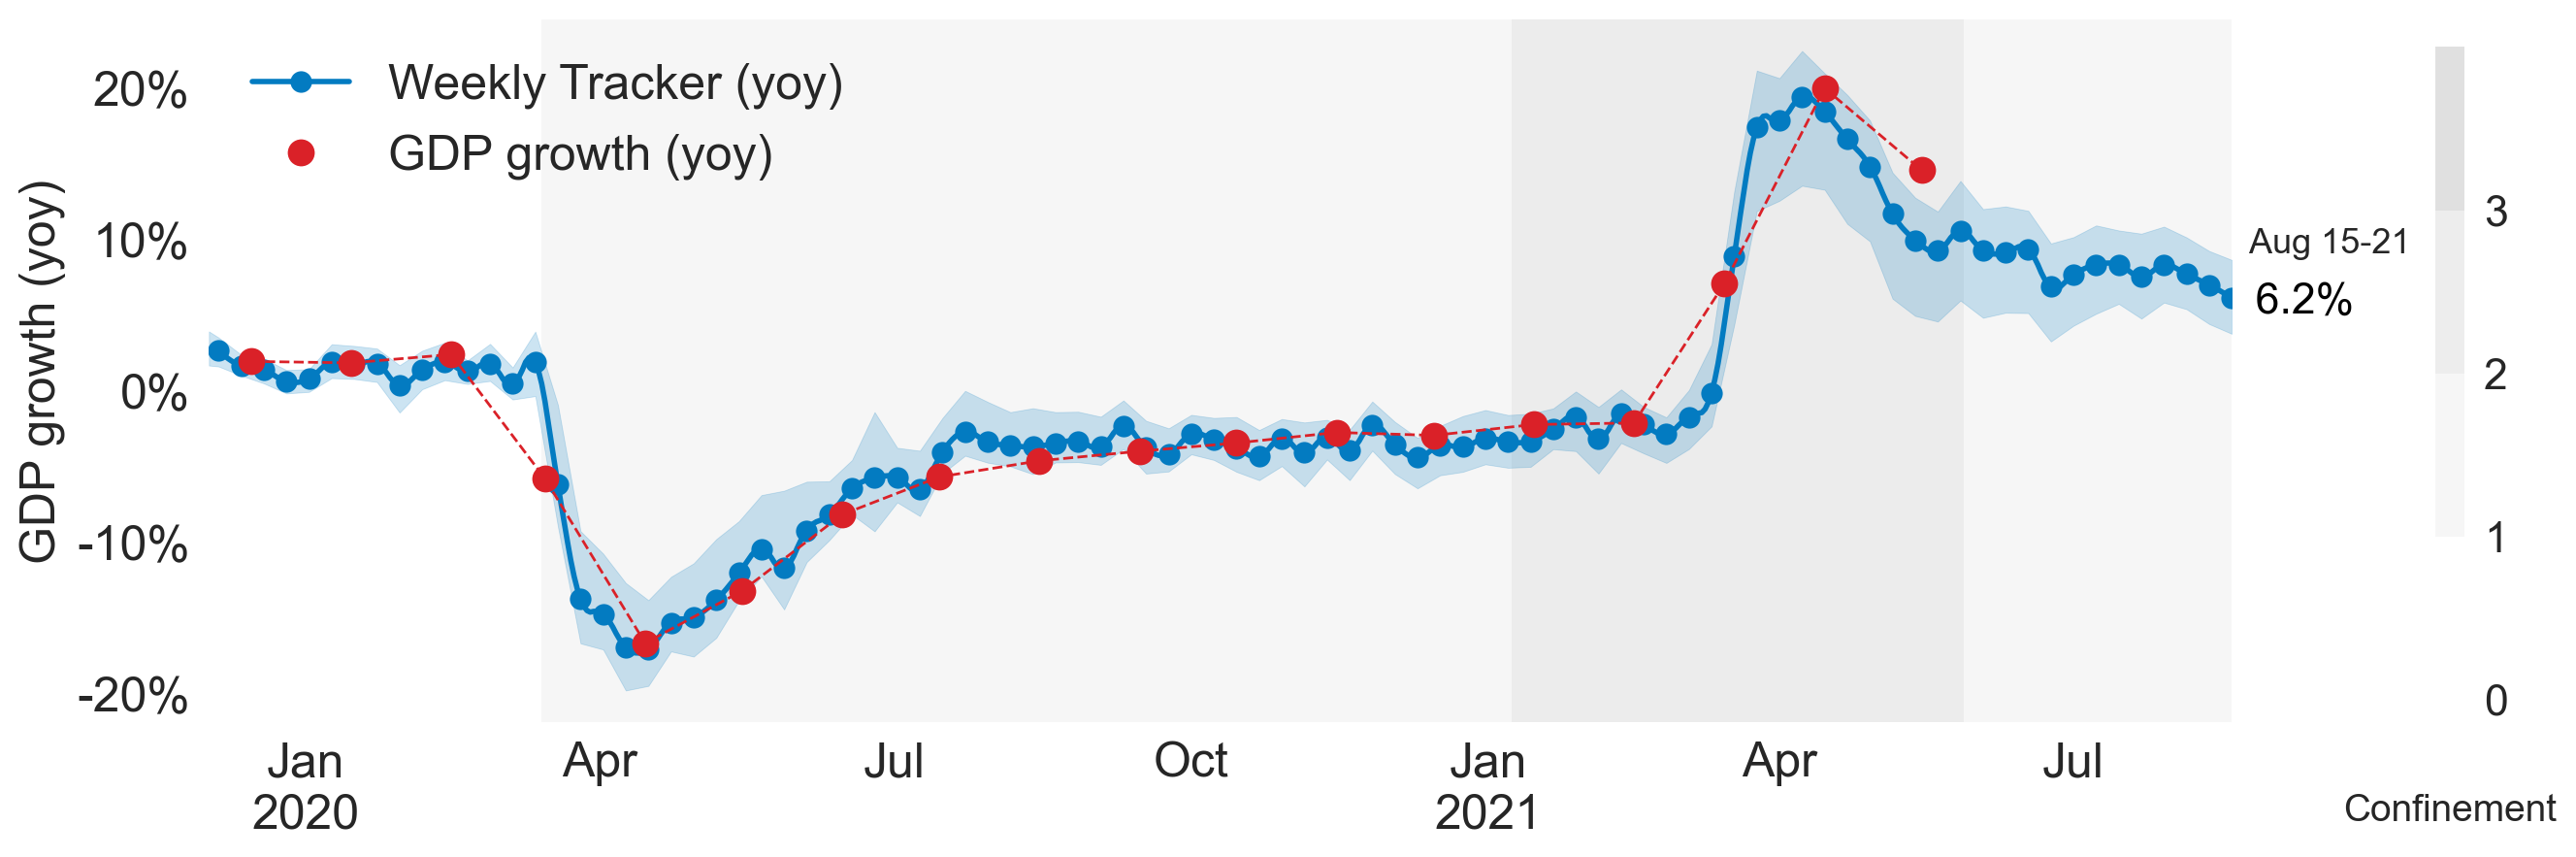 Weekly Tracker (yoy)
GDP growth (yoy)
GDP growth (yoy)
20%
10%
0%
-10%
-20%
Jan
2020
Apr
Jul
Oct
Jan
2021
Apr
Jul
Aug 15-21
6.2%
3
2
1
0
Confinement